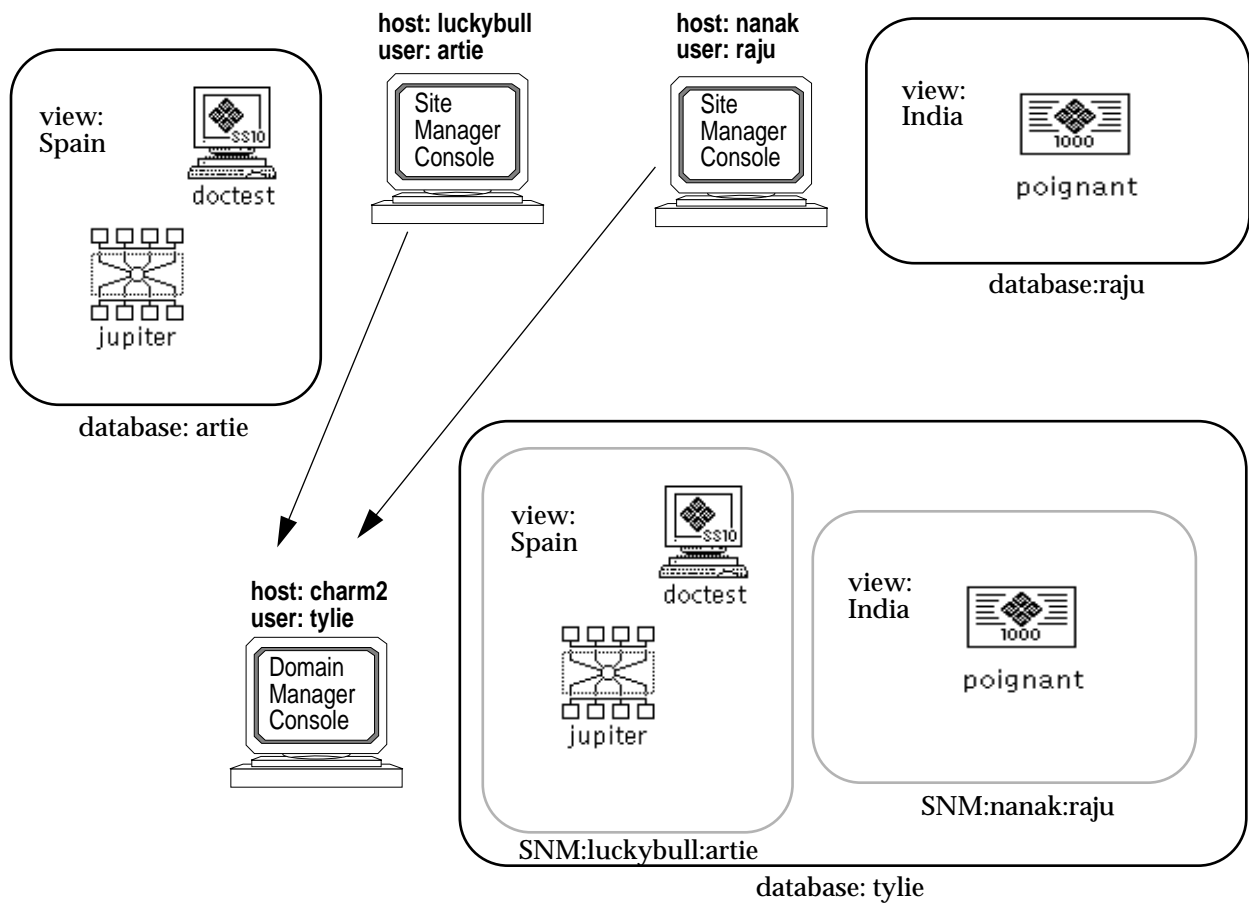 host: luckybull
user: artie
host: nanak
user: raju
view:
Spain
SS10
doctest
jupiter
database: artie
Site
Manager
Console
Site
Manager
Console
view:
India
1000
poignant
database:raju
host: charm2
user: tylie
Domain
Manager
Console
view:
Spain
SS10
doctest
jupiter
SNM:luckybull:artie
view:
India
1000
poignant
SNM:nanak:raju
database: tylie